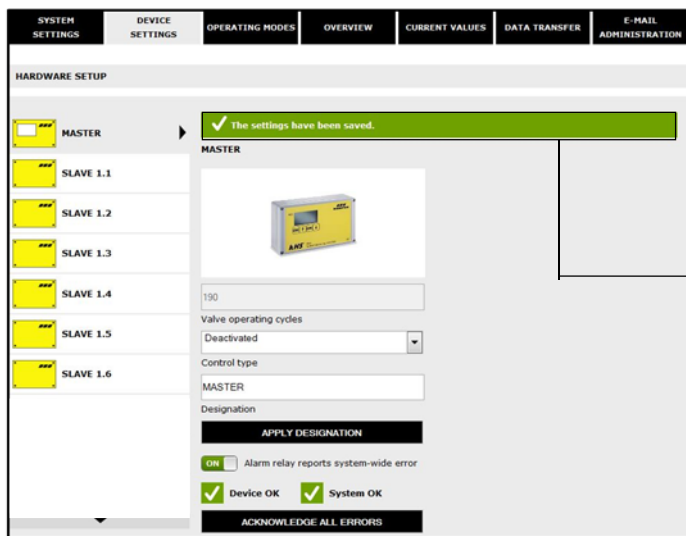 SYSTEM SETTINGS
DEVICE SETTINGS
OPERATING MODES
OVERVIEW
CURRENT VALUES
DATA TRANSFER
E-MAIL ADMINISTRATION
HARDWARE SETUP
MASTER
SLAVE 1.1
SLAVE 1.2
SLAVE 1.3
SLAVE 1.4
SLAVE 1.5
SLAVE 1.6
The settings have been saved.
MASTER
190
Valve operating cycles
Deactivated
Control type
MASTER
Designation
APPLY DESIGNATION
ON Alarm relay reports system-wide error
Device OK System OK
ACKNOWLEDGE ALL ERRORS